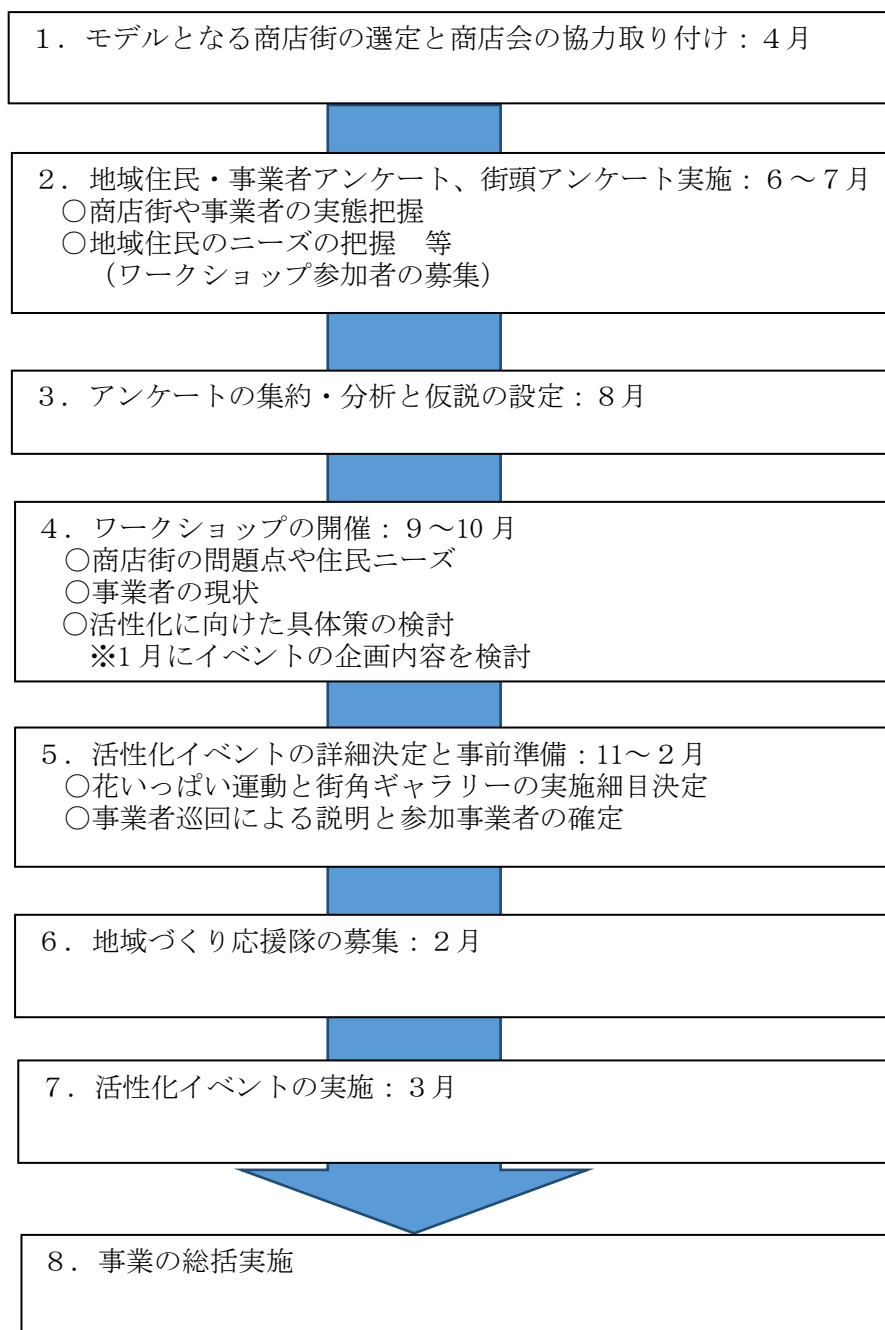 １．モデルとなる商店街の選定と商店会の協力取り付け：４月
２．地域住民・事業者アンケート、街頭アンケート実施：６～７月
○商店街や事業者の実態把握
○地域住民のニーズの把握　等
（ワークショップ参加者の募集）
３．アンケートの集約・分析と仮説の設定：８月
４．ワークショップの開催：９～10 月
○商店街の問題点や住民ニーズ
○事業者の現状
○活性化に向けた具体策の検討
※1 月にイベントの企画内容を検討
５．活性化イベントの詳細決定と事前準備：11～２月
○花いっぱい運動と街角ギャラリーの実施細目決定
○事業者巡回による説明と参加事業者の確定
６．地域づくり応援隊の募集：２月
７．活性化イベントの実施：３月
８．事業の総括実施